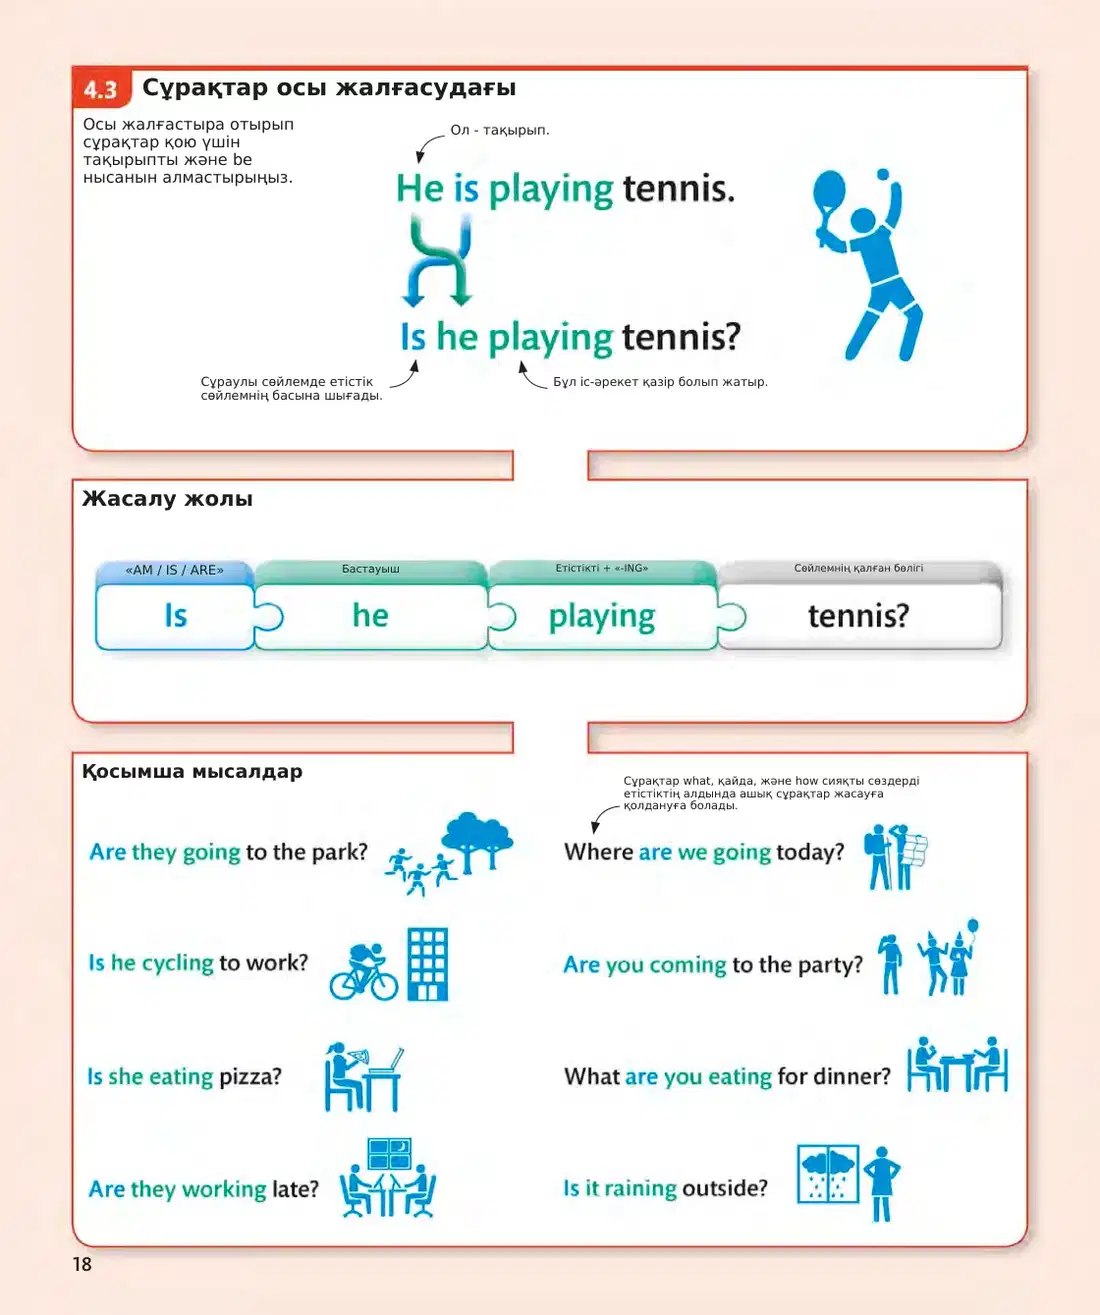 4.3 Сұрақтар осы жалғасудағы
Осы жалғастыра отырып
сұрақтар қою үшін
тақырыпты және be
нысанын алмастырыңыз.
Ол - тақырып.
He is playing tennis.
Is he playing tennis?
Сұраулы сөйлемде етістік
сөйлемнің басына шығады.
Бұл іс-әрекет қазір болып жатыр.
Жасалу жолы
«AM / IS / ARE»
Бастауыш
Етістікті + «-ING»
Сөйлемнің қалған бөлігі
Is
he
playing
tennis?
Қосымша мысалдар
Сұрақтар what, қайда, және how сияқты сөздерді
етістіктің алдында ашық сұрақтар жасауға
қолдануға болады.
Are they going to the park?
Where are we going today?
Is he cycling to work?
Are you coming to the party?
Is she eating pizza?
What are you eating for dinner?
Are they working late?
Is it raining outside?
18